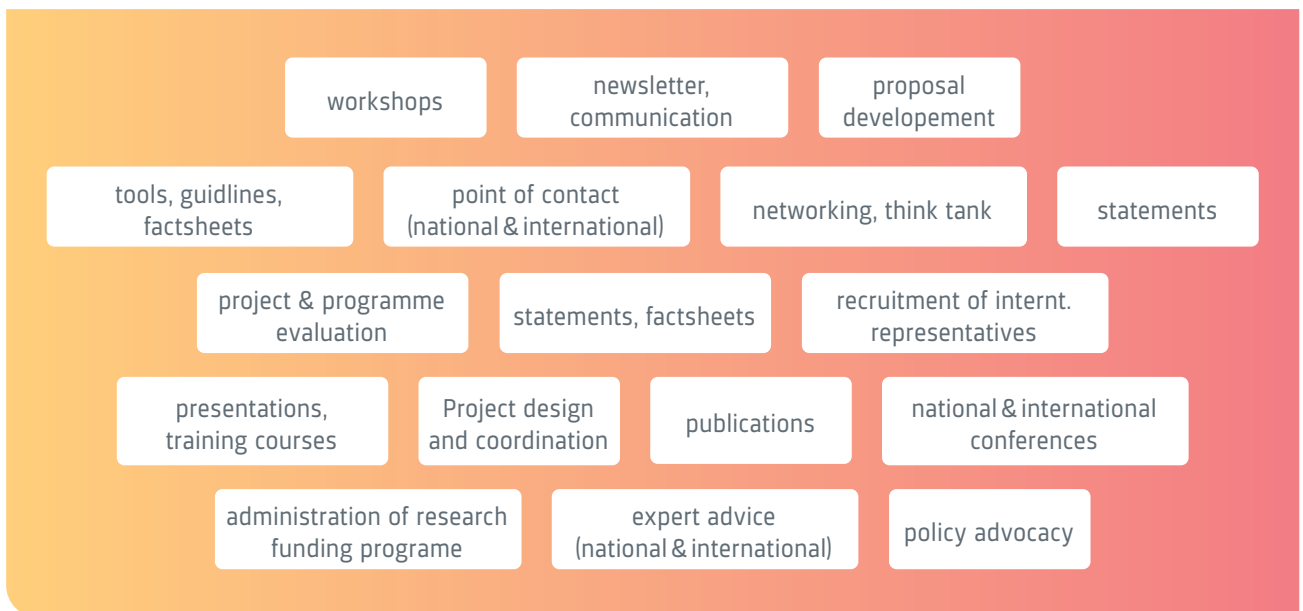 workshops
newsletter,
communication
proposal
developement
tools, guidlines,
factsheets
point of contact
(national & international)
networking, think tank
statements
project & programme
evaluation
statements, factsheets
recruitment of internt.
representatives
presentations,
training courses
Project design
and coordination
publications
national & international
conferences
administration of research
funding programe
expert advice
(national & international)
policy advocacy